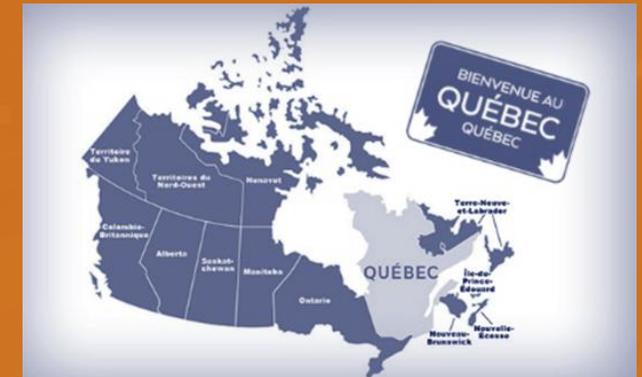 BIENVENUE AU
QUÉBEC
QUÉBEC
Territoire
du Yukon
Territoires du
Nord-Ouest
Nunavut
Colombie-
Britannique
Alberta
Saskat-
chewan
Manitoba
Ontario
QUÉBEC
Terre-Neuve-
et-Labrador
Île-du-
Prince-
Édouard
Nouveau-
Brunswick
Nouvelle-
Écosse